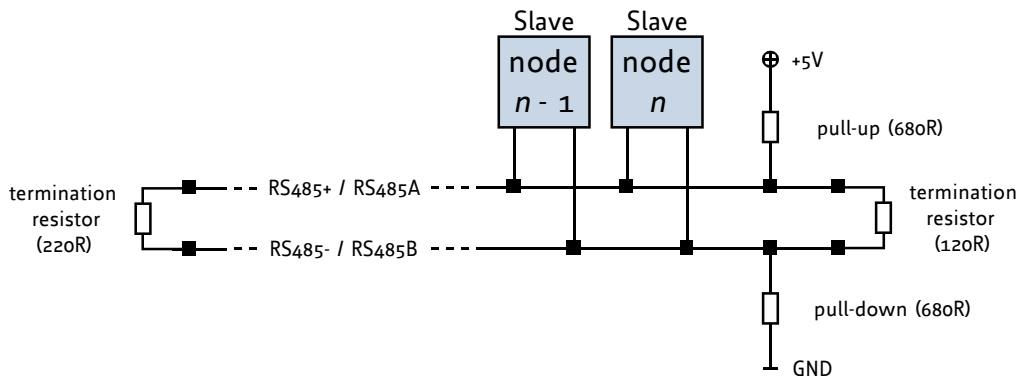 Slave
Slave
node
n - 1
node
n
+5V
pull-up (680R)
termination
resistor
(220R)
RS485+ / RS485A
RS485- / RS485B
termination
resistor
(120R)
pull-down (680R)
GND